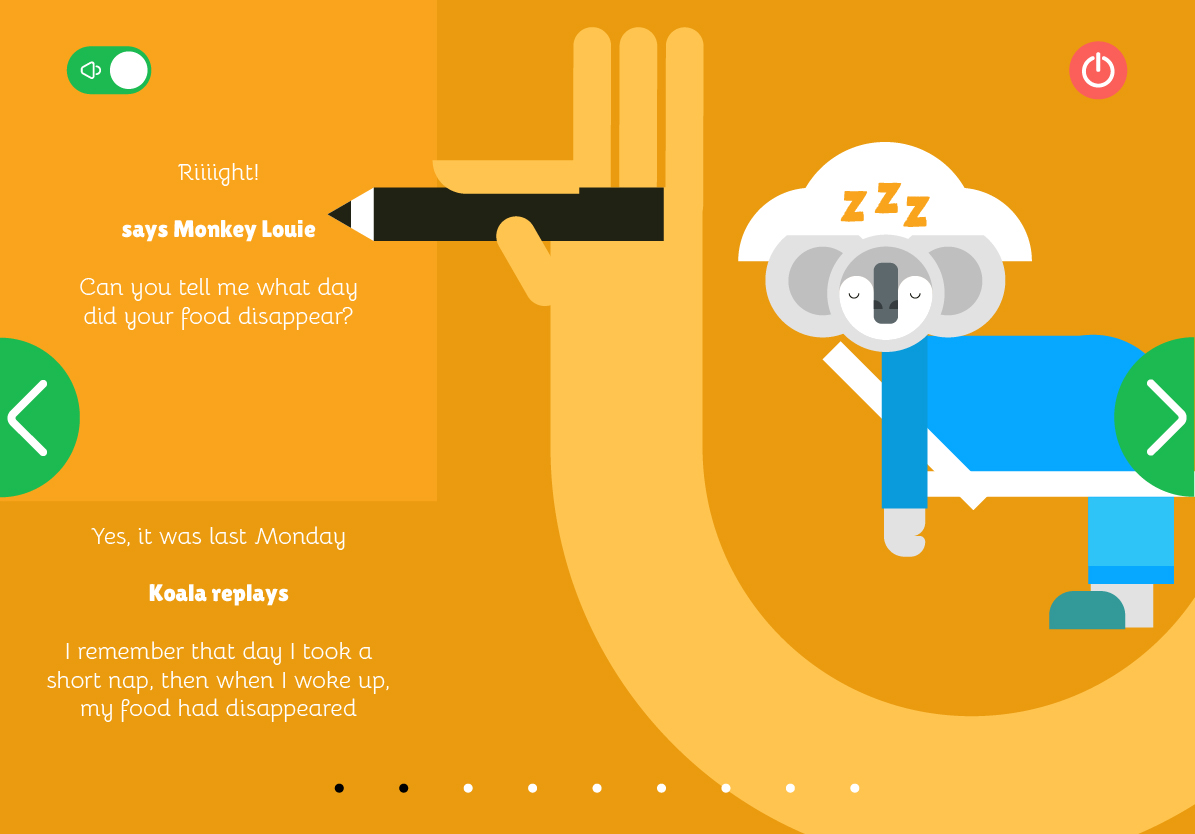 Riiiight!
says Monkey Louie
Can you tell me what day
did your food disappear?
z z z
Yes, it was last Monday
Koala replays
I remember that day I took a
short nap, then when I woke up,
my food had disappeared